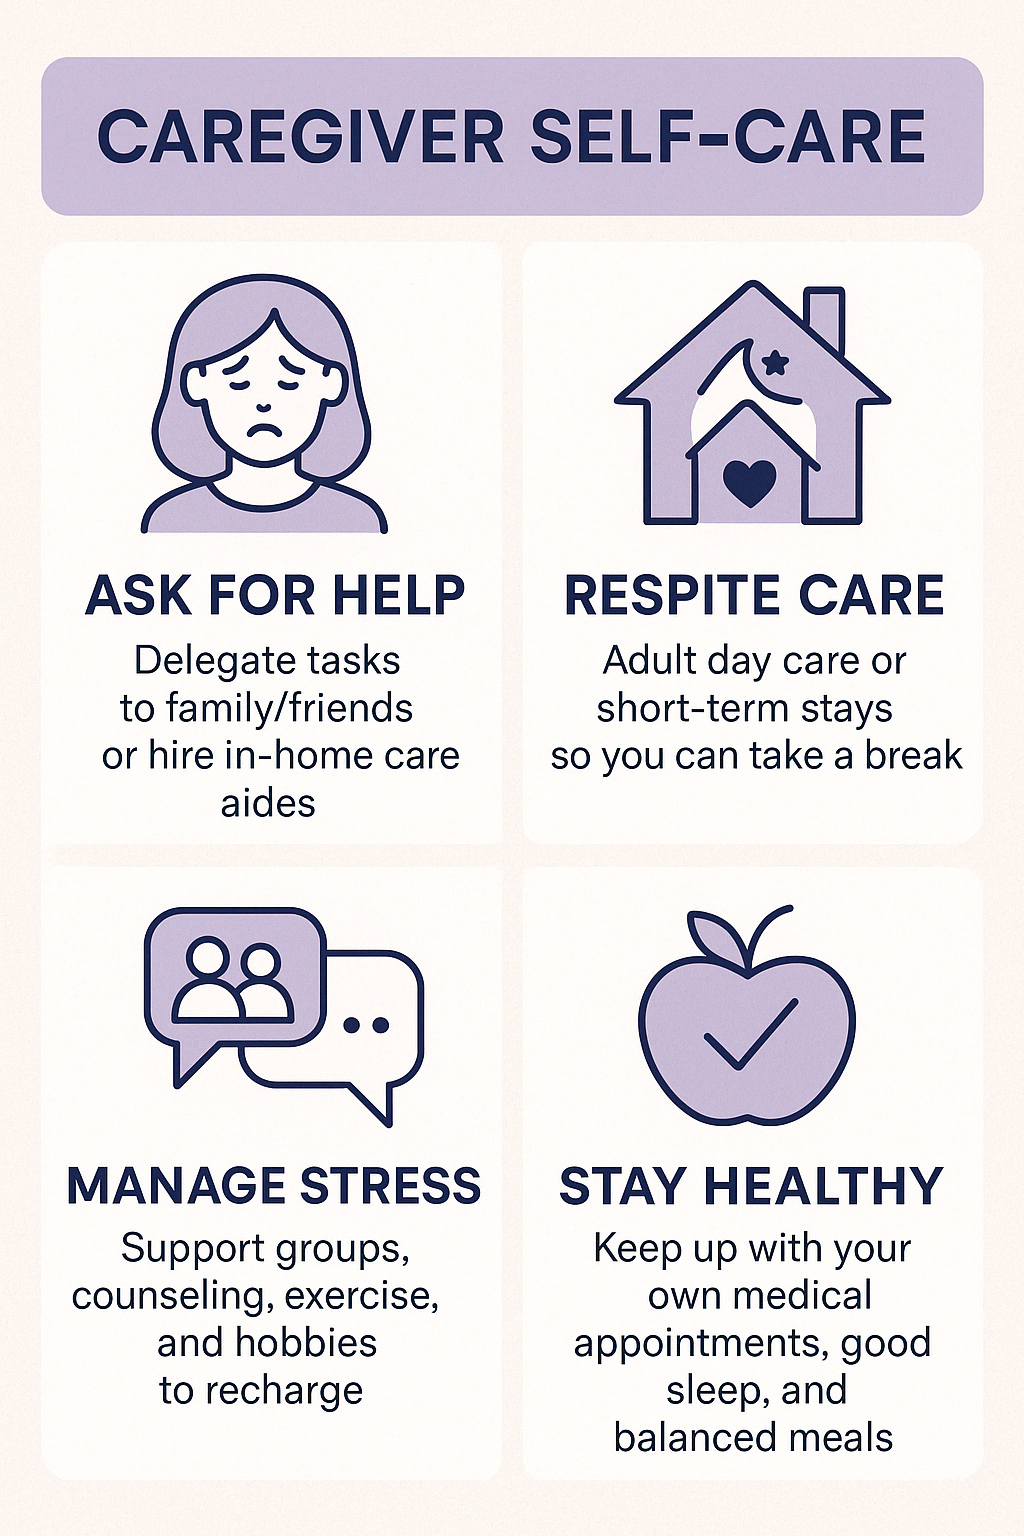 CAREGIVER SELF-CARE
ASK FOR HELP
Delegate tasks
to family/friends
or hire in-home care
aides
RESPITE CARE
Adult day care or
short-term stays
so you can take a break
MANAGE STRESS
Support groups,
counseling, exercise,
and hobbies
to recharge
STAY HEALTHY
Keep up with your
own medical
appointments, good
sleep, and
balanced meals